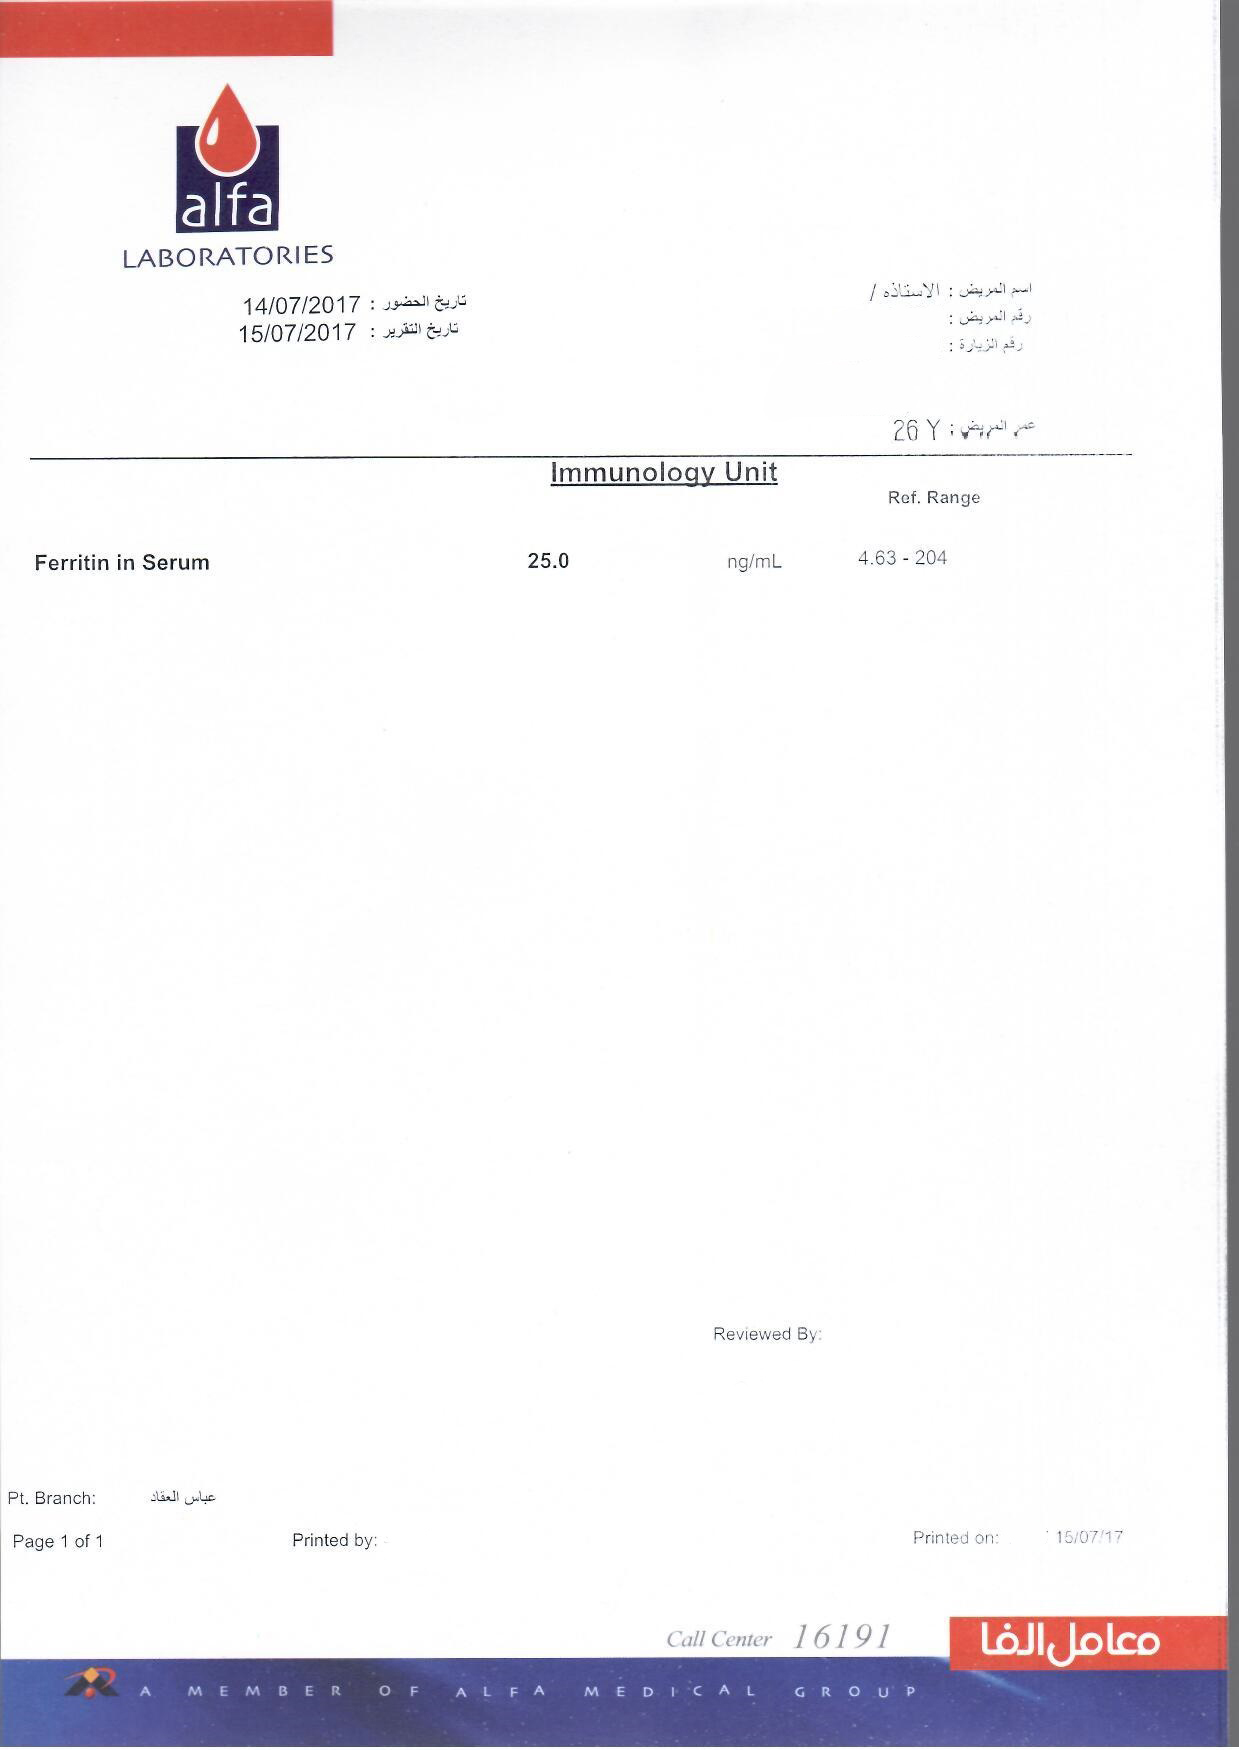 alfa
LABORATORIES
تاريخ الحضور : 14/07/2017
تاريخ التقرير : 15/07/2017
اسم المريض : الاستاذه /
رقم المريض :
رقم الزيارة :
عمر المريض : 26 Y
Immunology Unit
Ref. Range
Ferritin in Serum 25.0 ng/mL 4.63 - 204
Reviewed By:
Pt. Branch: عباس العقاد
Page 1 of 1 Printed by: Printed on: 15/07/17
Call Center 16191 معامل الفا
A MEMBER OF ALFA MEDICAL GROUP